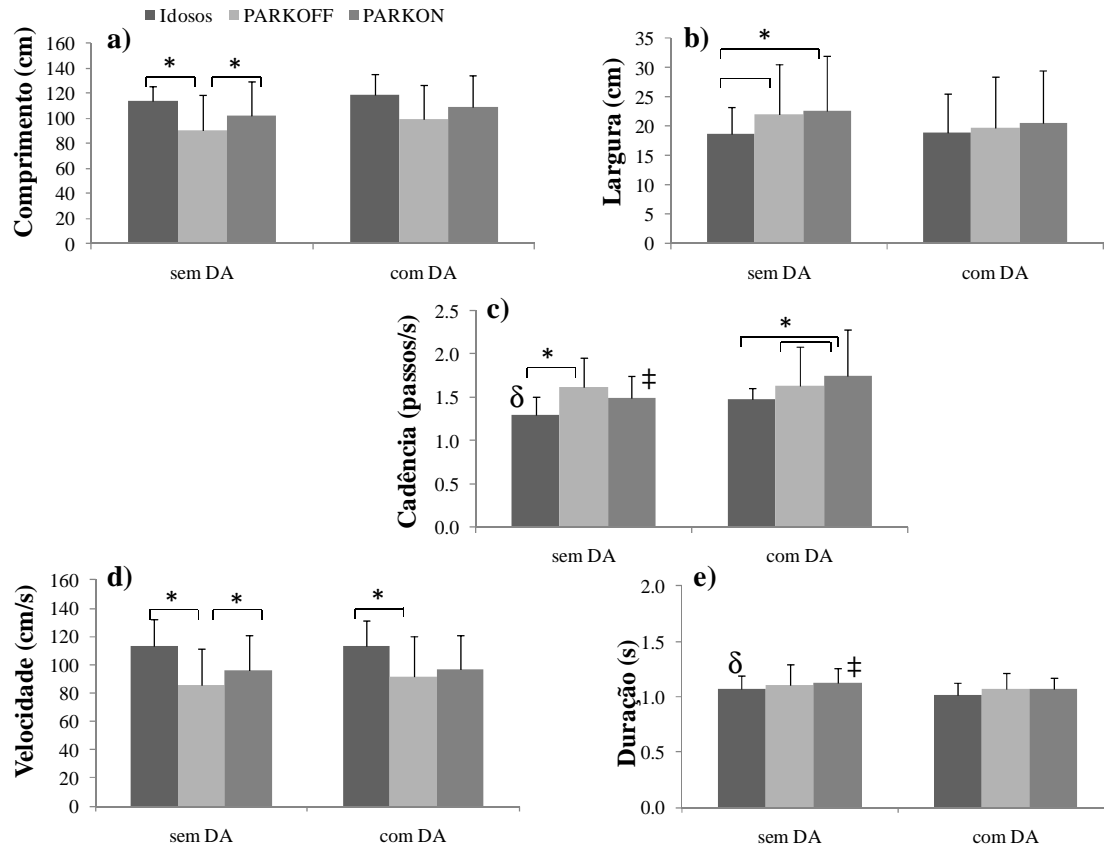 Idosos PARKOFF PARKON
a)
Comprimento (cm)
160
140
120
100
80
60
40
20
0
* *
sem DA com DA
b)
Largura (cm)
35
30
25
20
15
10
5
0
*
sem DA com DA
c)
Cadência (passos/s)
2.5
2.0
1.5
1.0
0.5
0.0
δ * ‡ *
sem DA com DA
d)
Velocidade (cm/s)
160
140
120
100
80
60
40
20
0
* * *
sem DA com DA
e)
Duração (s)
2.0
1.5
1.0
0.5
0.0
δ ‡
sem DA com DA